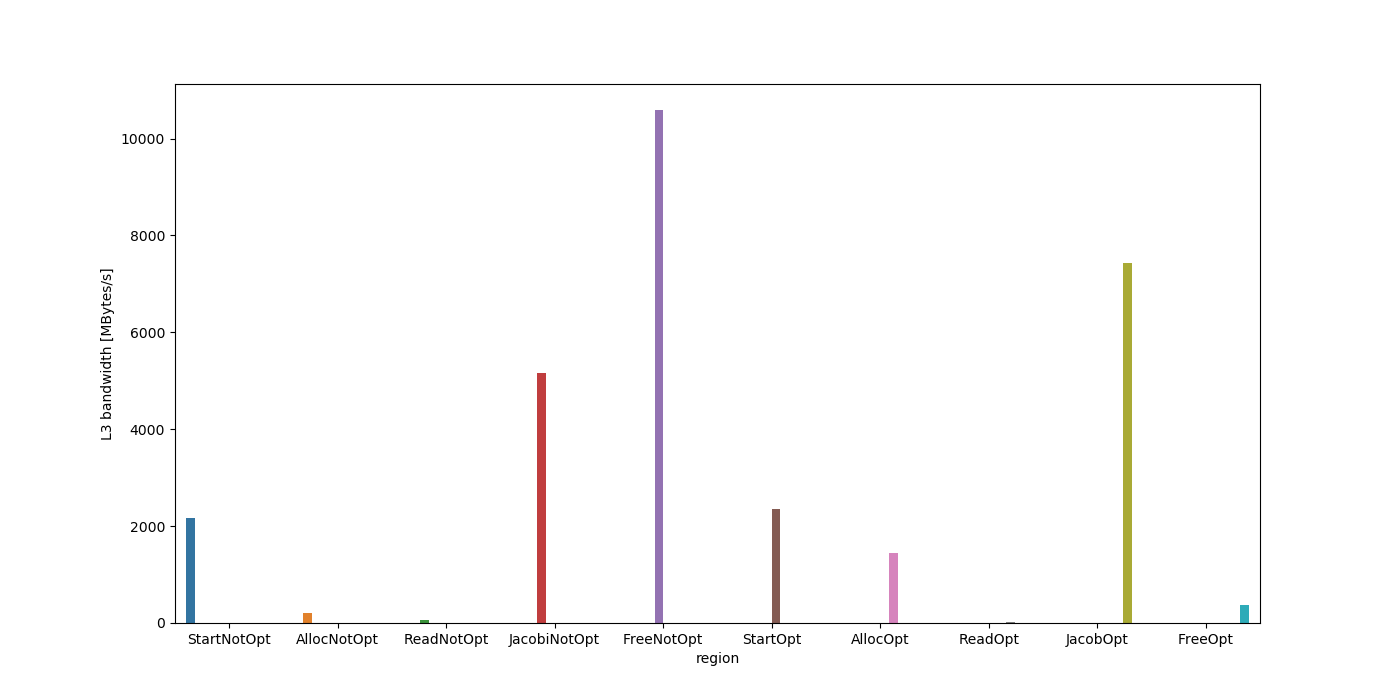 10000
8000
6000
4000
2000
0
L3 bandwidth [MBytes/s]
StartNotOpt AllocNotOpt ReadNotOpt JacobiNotOpt FreeNotOpt StartOpt AllocOpt ReadOpt JacobOpt FreeOpt
region